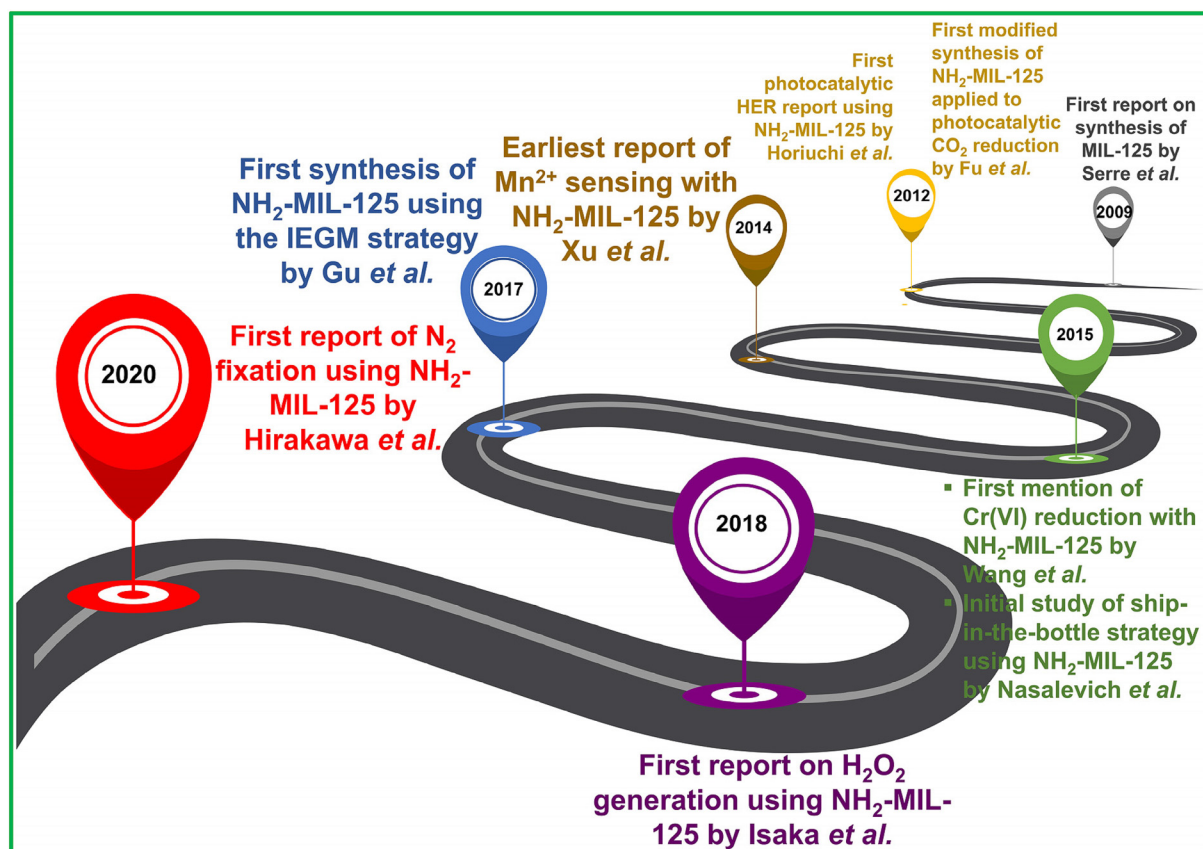 First report on
synthesis of
MIL-125 by
Serre et al.
2009
First modified
synthesis of
NH₂-MIL-125
applied to
photocatalytic
CO₂ reduction
by Fu et al.
First
photocatalytic
HER report using
NH₂-MIL-125 by
Horiuchi et al.
2012
Earliest report of
Mn²⁺ sensing with
NH₂-MIL-125 by
Xu et al.
2014
2015
▪ First mention of
Cr(VI) reduction with
NH₂-MIL-125 by
Wang et al.
▪ Initial study of ship-
in-the-bottle strategy
using NH₂-MIL-125
by Nasalevich et al.
First synthesis of
NH₂-MIL-125 using
the IEGM strategy
by Gu et al.
2017
2018
First report on H₂O₂
generation using NH₂-MIL-
125 by Isaka et al.
2020
First report of N₂
fixation using NH₂-
MIL-125 by
Hirakawa et al.